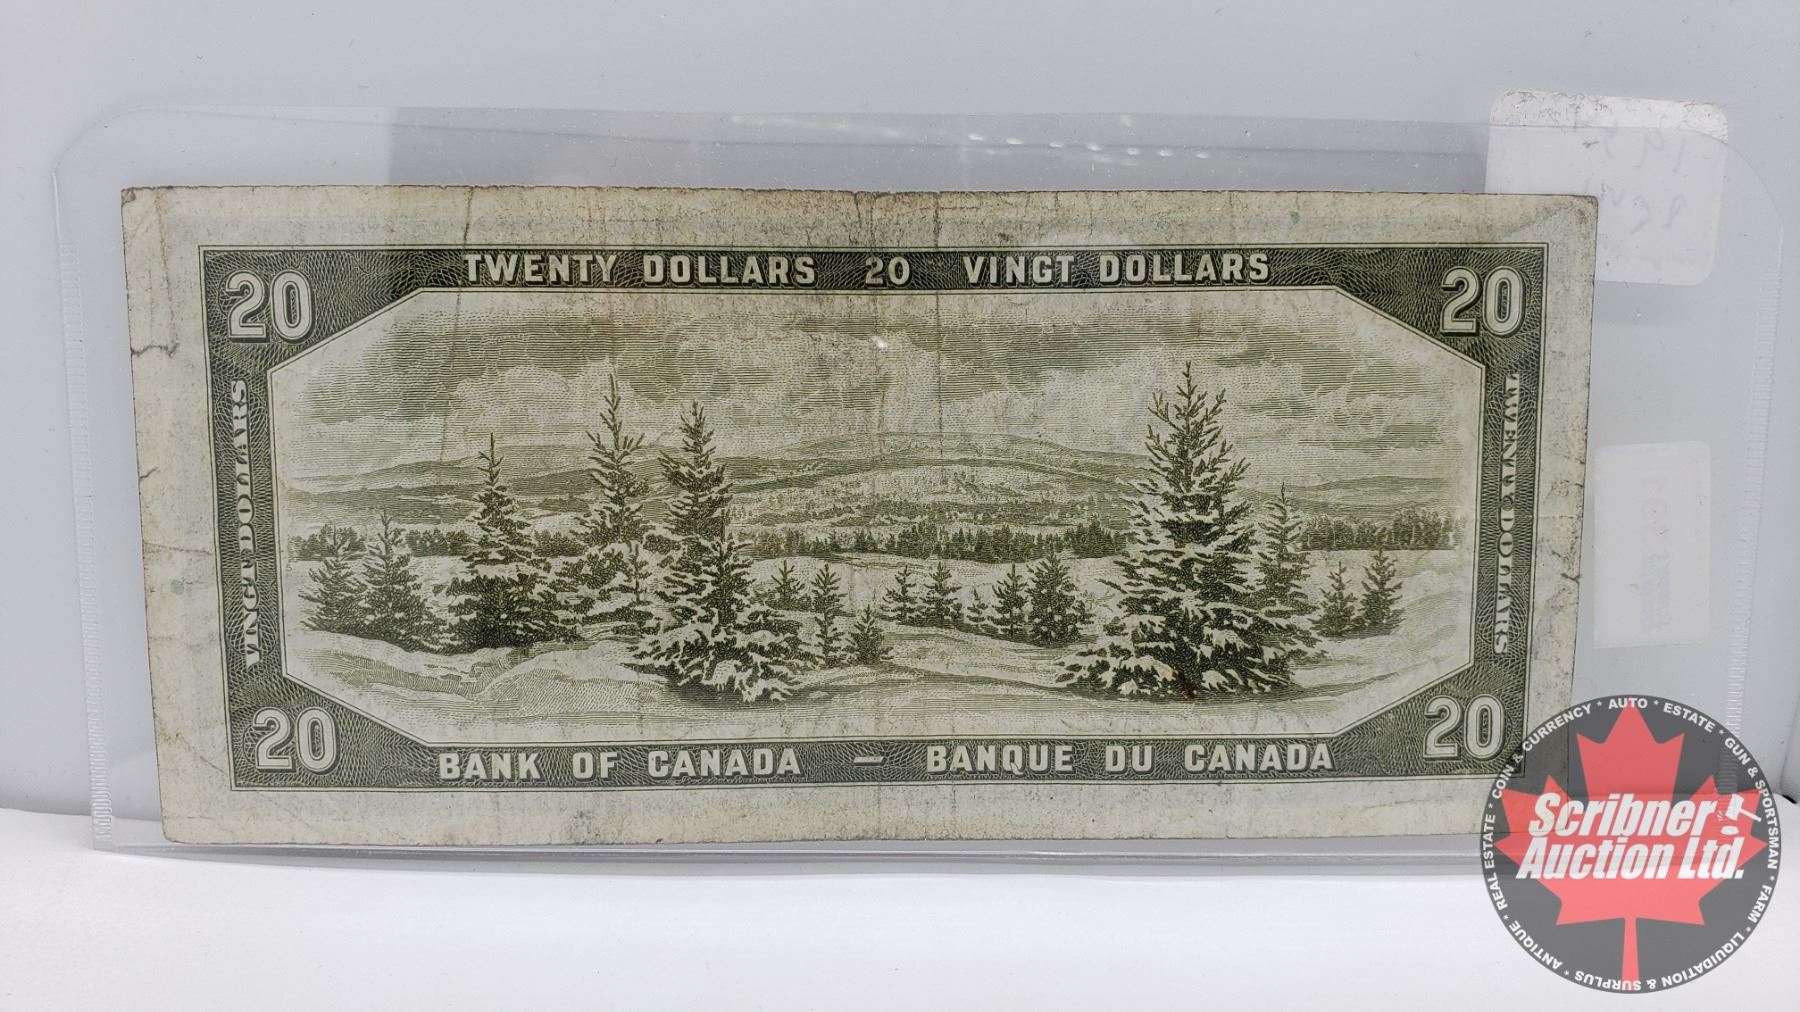 TWENTY DOLLARS 20 VINGT DOLLARS
20
20
VINGT DOLLARS
TWENTY DOLLARS
20
20
BANK OF CANADA — BANQUE DU CANADA
Scribner
Auction Ltd.
REAL ESTATE * COIN & CURRENCY * AUTO * ESTATE * GUN & SPORTSMAN * FARM * LIQUIDATION & SURPLUS * ANTIQUE *